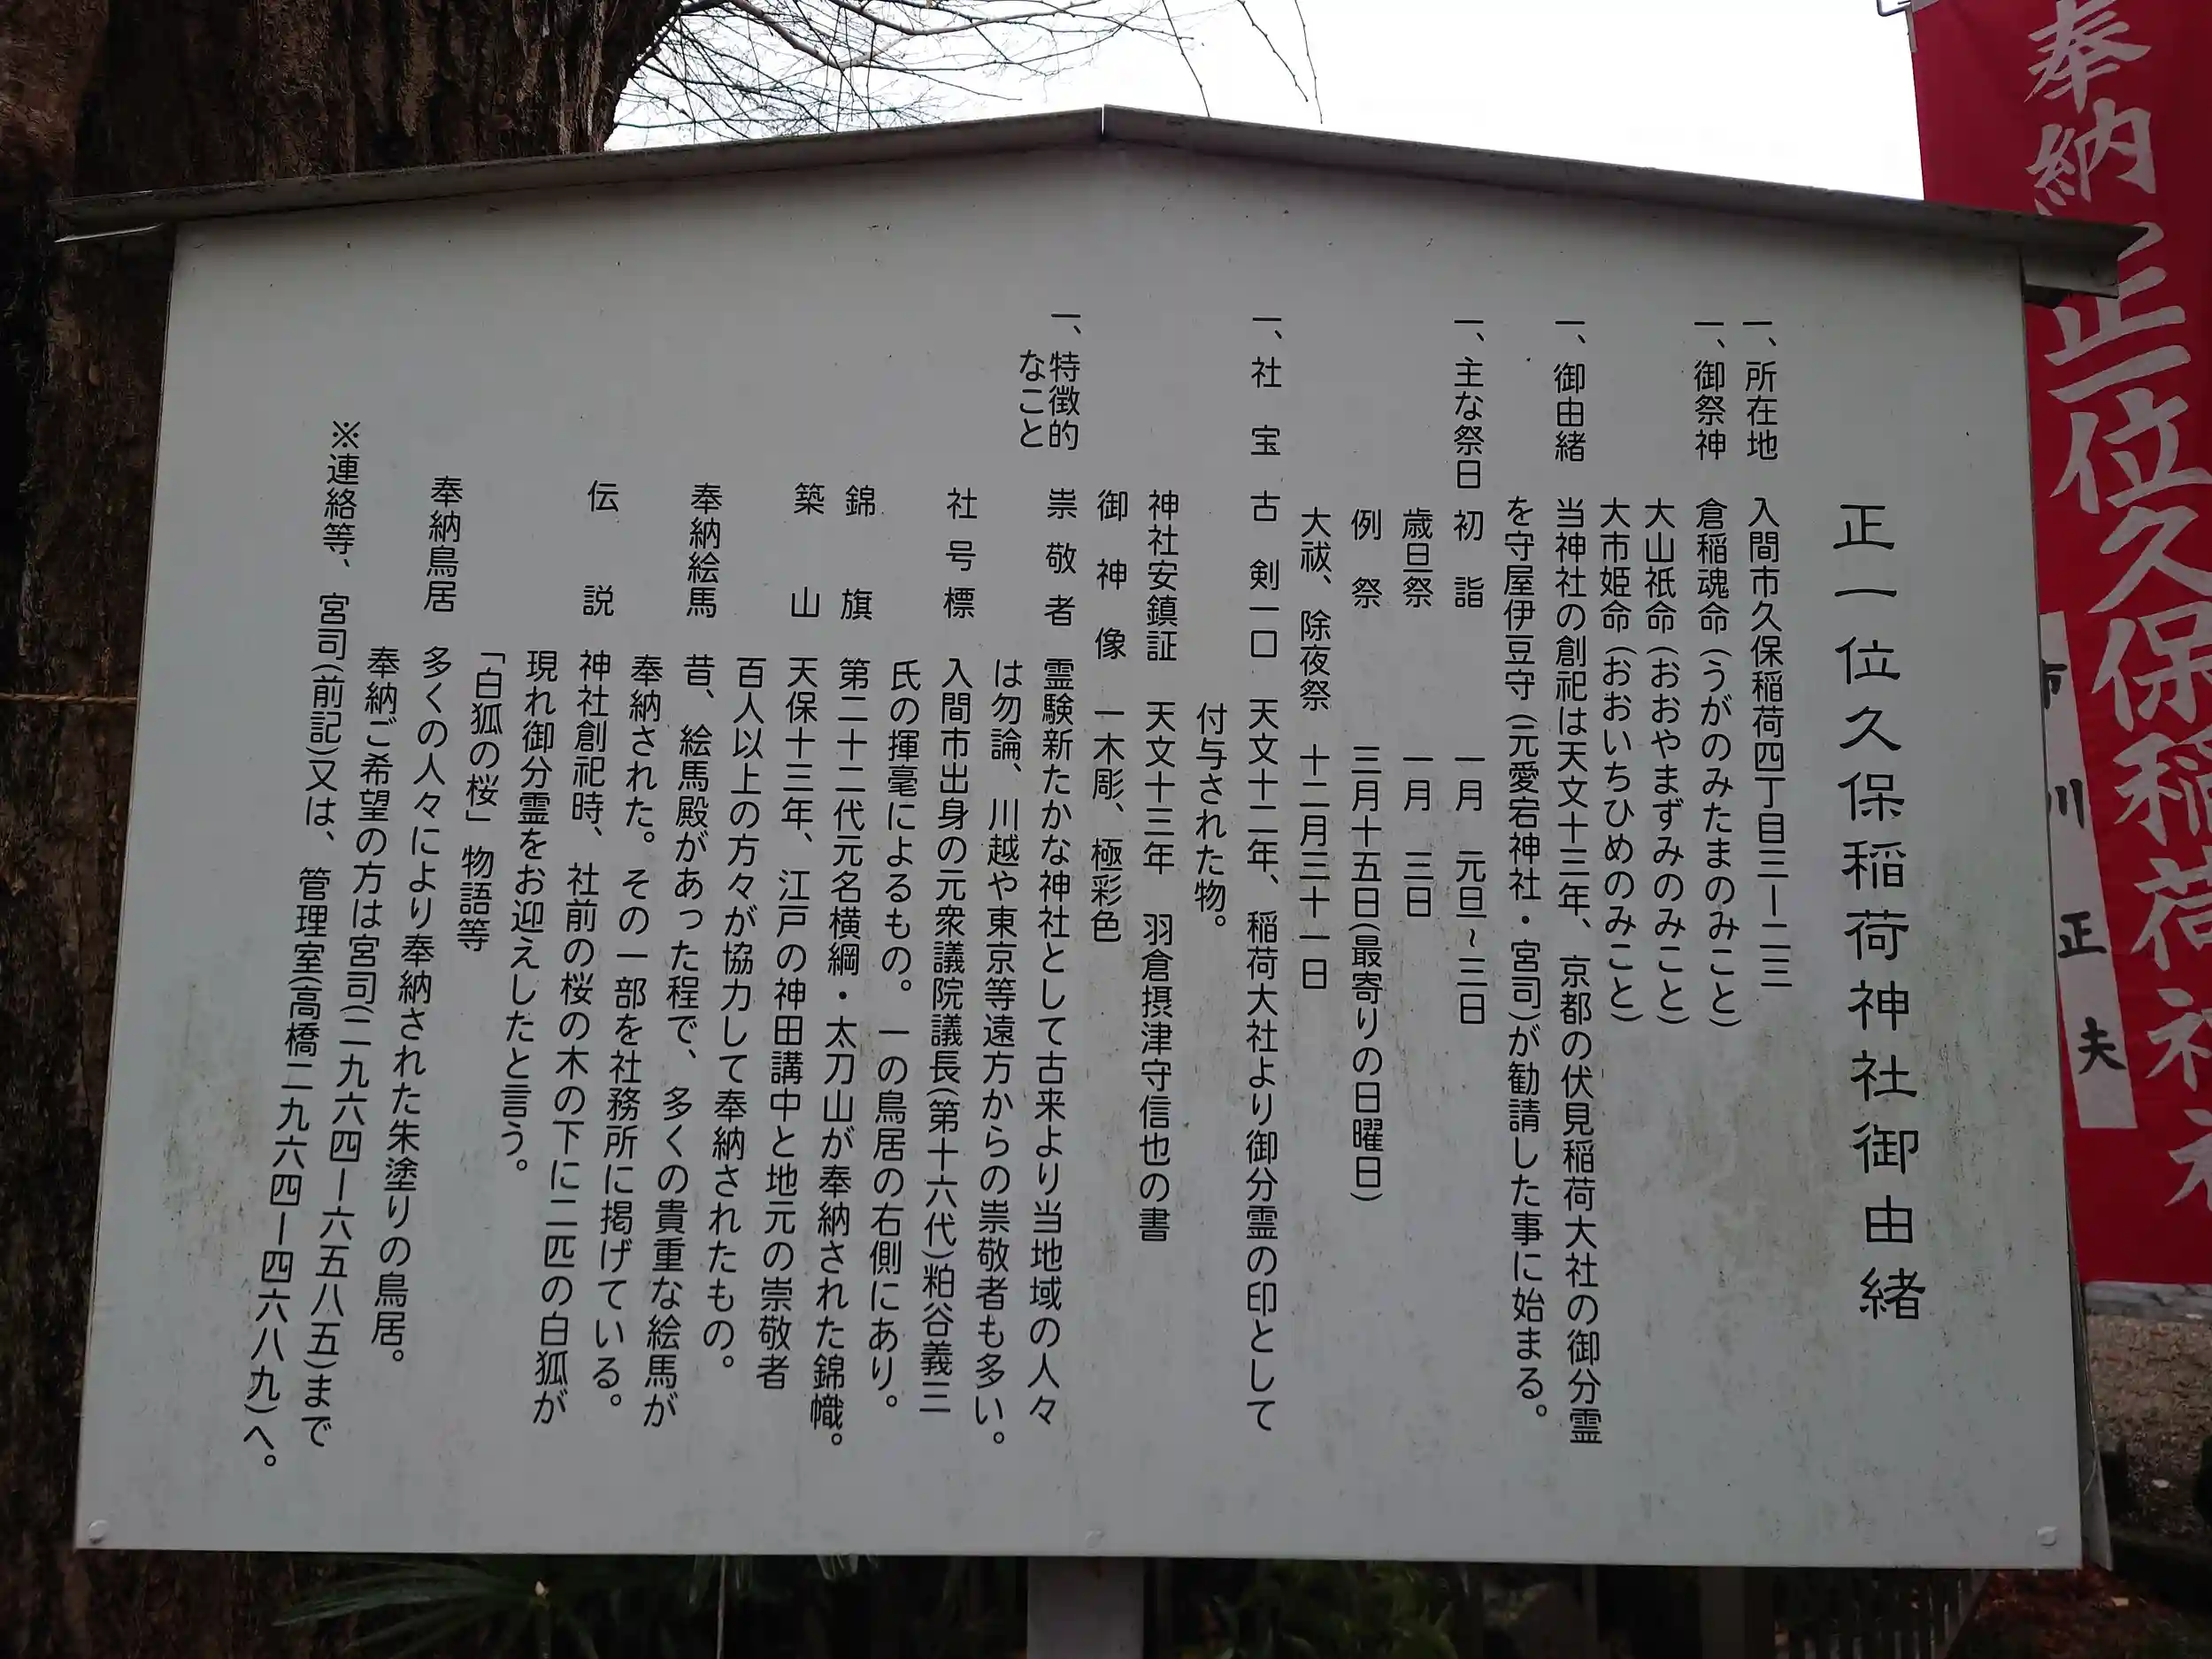 正一位久保稲荷神社御由緒
一、所在地 入間市久保稲荷四丁目三ー二三
一、御祭神 倉稲魂命(うがのみたまのみこと)
大山祇命(おおやまずみのみこと)
大市姫命(おおいちひめのみこと)
一、御由緒 当神社の創祀は天文十三年、京都の伏見稲荷大社の御分霊
を守屋伊豆守(元愛宕神社・宮司)が勧請した事に始まる。
一、主な祭日 初詣 一月 元旦~三日
歳旦祭 一月 三日
例祭 三月十五日(最寄りの日曜日)
大祓、除夜祭 十二月三十一日
一、社宝 古剣一口 天文十二年、稲荷大社より御分霊の印として
付与された物。
神社安鎮証 天文十三年 羽倉摂津守信也の書
御神像 一木彫、極彩色
一、特徴的
なこと
崇敬者 霊験新たかな神社として古来より当地域の人々
は勿論、川越や東京等遠方からの崇敬者も多い。
社号標 入間市出身の元衆議院議長(第十六代)粕谷義三
氏の揮毫によるもの。一の鳥居の右側にあり。
錦旗 第二十二代元名横綱・太刀山が奉納された錦幟。
築山 天保十三年、江戸の神田講中と地元の崇敬者
百人以上の方々が協力して奉納されたもの。
奉納絵馬 昔、絵馬殿があった程で、多くの貴重な絵馬が
奉納された。その一部を社務所に掲げている。
伝説 神社創祀時、社前の桜の木の下に二匹の白狐が
現れ御分霊をお迎えしたと言う。
「白狐の桜」物語等
奉納鳥居 多くの人々により奉納された朱塗りの鳥居。
奉納ご希望の方は宮司(二九六四ー六五八五)まで
※連絡等、宮司(前記)又は、管理室(高橋二九六四ー四六八九)へ。
奉納正一位久保稲荷神社
市川正夫